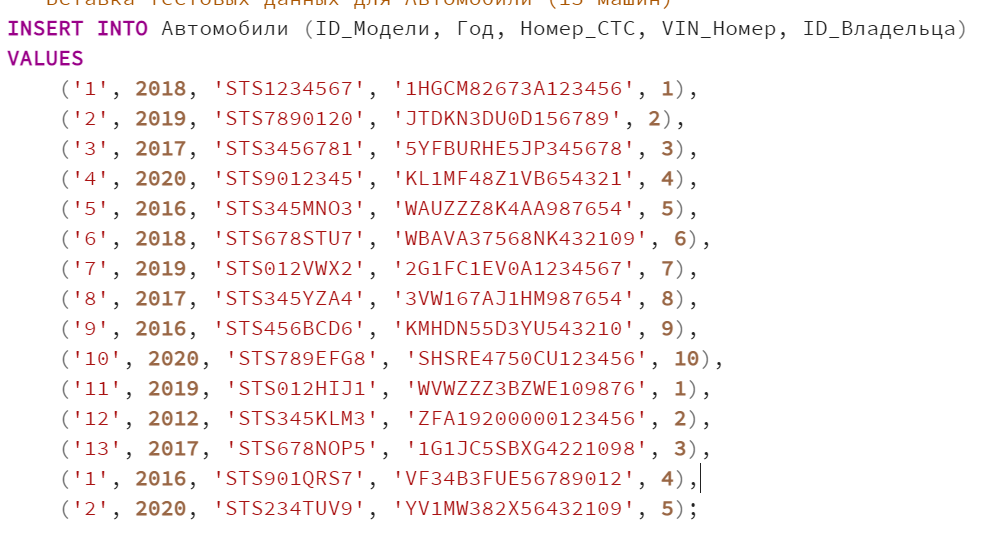 Вставка тестовых данных для Автомобили (15 машин)
INSERT INTO Автомобили (ID_Модели, Год, Номер_СТС, VIN_Номер, ID_Владельца)
VALUES
('1', 2018, 'STS1234567', '1HGCM82673A123456', 1),
('2', 2019, 'STS7890120', 'JTDKN3DU0D156789', 2),
('3', 2017, 'STS3456781', '5YFBURHE5JP345678', 3),
('4', 2020, 'STS9012345', 'KL1MF48Z1VB654321', 4),
('5', 2016, 'STS345MNO3', 'WAUZZZ8K4AA987654', 5),
('6', 2018, 'STS678STU7', 'WBAVA37568NK432109', 6),
('7', 2019, 'STS012VWX2', '2G1FC1EV0A1234567', 7),
('8', 2017, 'STS345YZA4', '3VW167AJ1HM987654', 8),
('9', 2016, 'STS456BCD6', 'KMHDN55D3YU543210', 9),
('10', 2020, 'STS789EFG8', 'SHSRE4750CU123456', 10),
('11', 2019, 'STS012HIJ1', 'WVWZZZ3BZWE109876', 1),
('12', 2012, 'STS345KLM3', 'ZFA19200000123456', 2),
('13', 2017, 'STS678NOP5', '1G1JC5SBXG4221098', 3),
('1', 2016, 'STS901QRS7', 'VF34B3FUE56789012', 4),
('2', 2020, 'STS234TUV9', 'YV1MW382X56432109', 5);